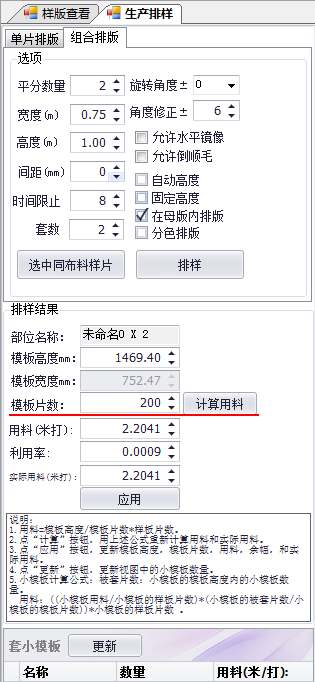 样版查看 生产排样
单片排版 组合排版
选项
平分数量 2 旋转角度± 0
宽度(m) 0.75 角度修正± 6
高度(m) 1.00 允许水平镜像
允许倒顺毛
间距(mm) 0 自动高度
时间限止 8 固定高度
在母版内排版
套数 2 分色排版
选中同布料样片 排样
排样结果
部位名称: 未命名0 X 2
模板高度mm: 1469.40
模板宽度mm: 752.47
模板片数: 200 计算用料
用料(米打): 2.2041
利用率: 0.0009
实际用料(米打): 2.2041
应用
说明:
1.用料=模板高度/模板片数*样板片数。
2.点“计算”按钮，用上述公式重新计算用料和实际用料。
3.点“应用”按钮，更新模板高度，模板片数，用料，余幅，和实
际用料。
4.点“更新”按钮，更新视图中的小模板数量。
5.小模板计算公式: 被套片数: 小模板的模板高度内的小模板数
量。
用料: ((小模板用料/小模板的样片数)*(小模板的被套片数/小
模板的模板片数))*小模板的样片数 。
套小模板 更新
名称 数量 用料(米/打):